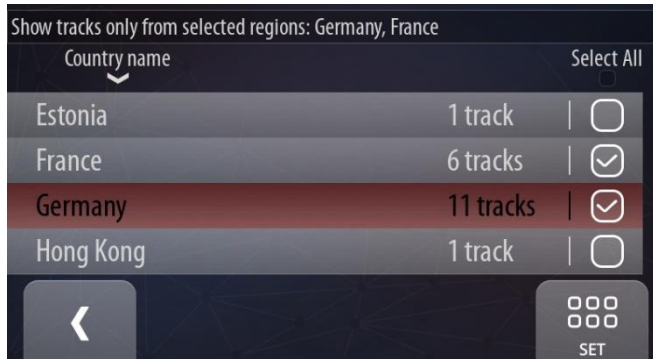 Show tracks only from selected regions: Germany, France
Country name Select All
Estonia 1 track
France 6 tracks
Germany 11 tracks
Hong Kong 1 track
SET